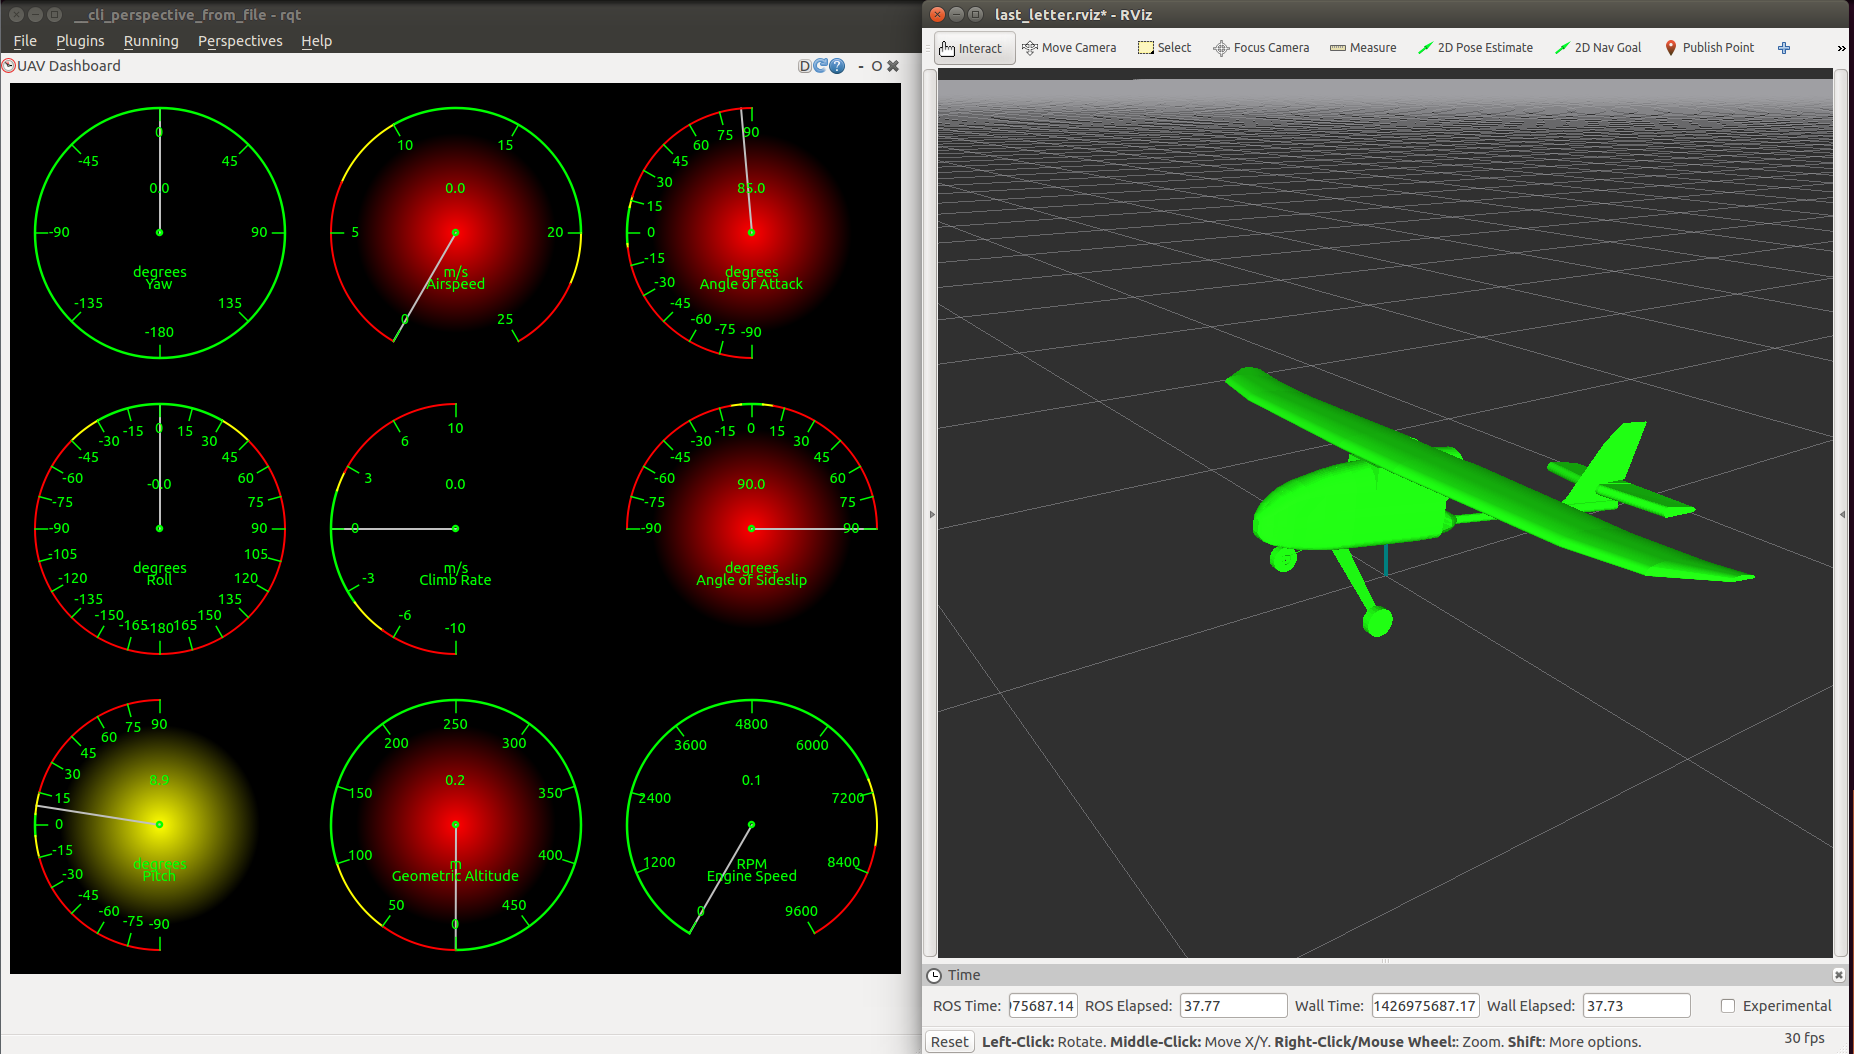 __cli_perspective_from_file - rqt
File Plugins Running Perspectives Help
UAV Dashboard
D ? - O
0
-45 45
0.0
-90 90
degrees
Yaw
-135 135
-180
10 15
0.0
5 20
m/s
Airspeed
0 25
75 90
60
45
30
15
0
-15
-30
-45
-60
-75 -90
degrees
Angle of Attack
-30 -15 0 15 30
-45 45
-60 60
-0.0
-75 75
-90 90
-105 105
degrees
Roll
-120 120
-135 135
-150 150
-165 -180 165
10
6
3
0.0
0
m/s
Climb Rate
-3
-6
-10
-30 -15 0 15 30
-45 45
-60 60
90.0
-75 75
-90 90
degrees
Angle of Sideslip
75 90
60
45
30
8.9
15
0
-15
degrees
Pitch
-30
-45
-60
-75 -90
250
200 300
0.2
150 350
100 400
m
Geometric Altitude
50 450
0
4800
3600 6000
0.1
2400 7200
1200 8400
RPM
Engine Speed
0 9600
last_letter.rviz* - RViz
Interact Move Camera Select Focus Camera Measure 2D Pose Estimate 2D Nav Goal Publish Point »
Time
ROS Time: 75687.14 ROS Elapsed: 37.77 Wall Time: 1426975687.17 Wall Elapsed: 37.73 Experimental
Reset Left-Click: Rotate. Middle-Click: Move X/Y. Right-Click/Mouse Wheel:: Zoom. Shift: More options. 30 fps